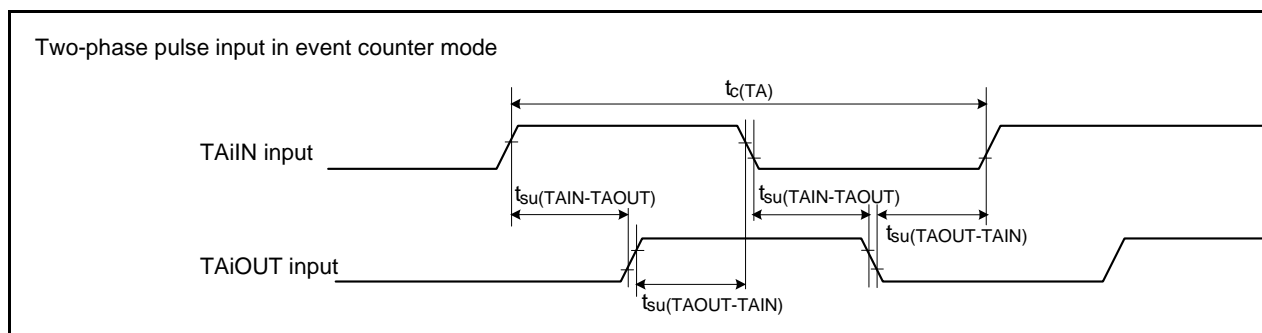 Two-phase pulse input in event counter mode
tc(TA)
TAiIN input
tsu(TAIN-TAOUT)
tsu(TAIN-TAOUT)
tsu(TAOUT-TAIN)
TAiOUT input
tsu(TAOUT-TAIN)